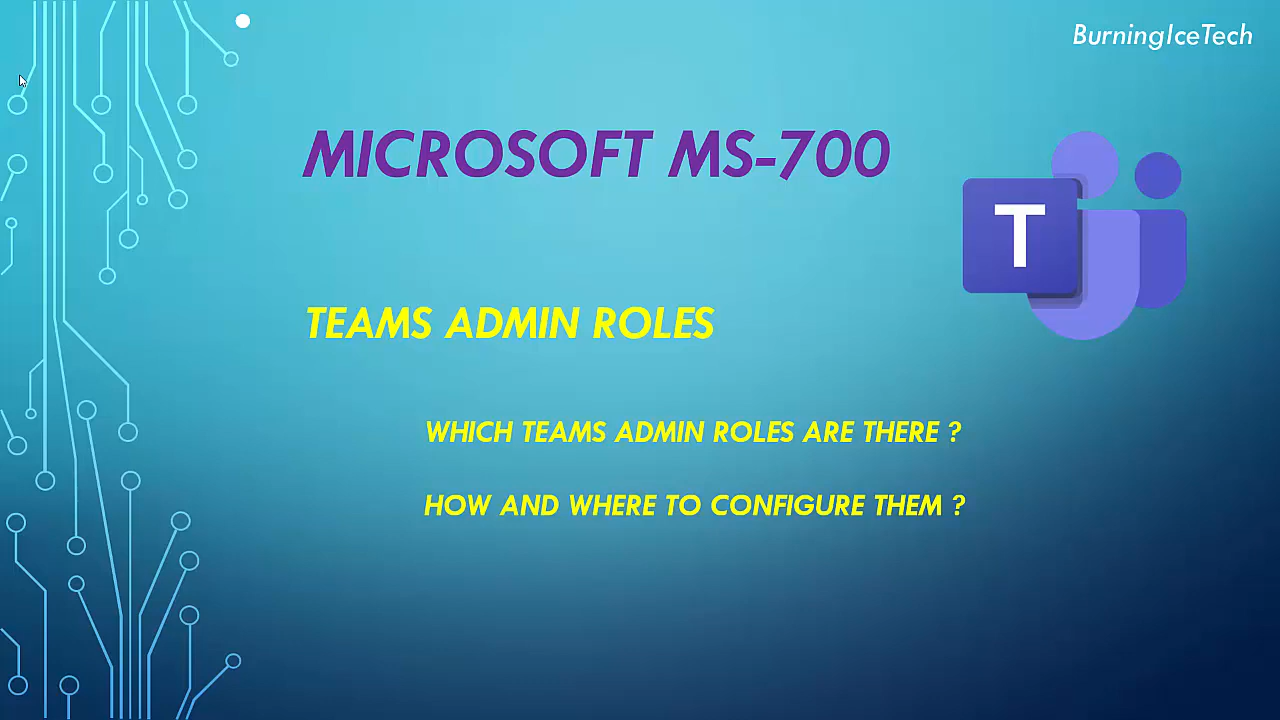 BurningIceTech
MICROSOFT MS-700
T
TEAMS ADMIN ROLES
WHICH TEAMS ADMIN ROLES ARE THERE ?
HOW AND WHERE TO CONFIGURE THEM ?